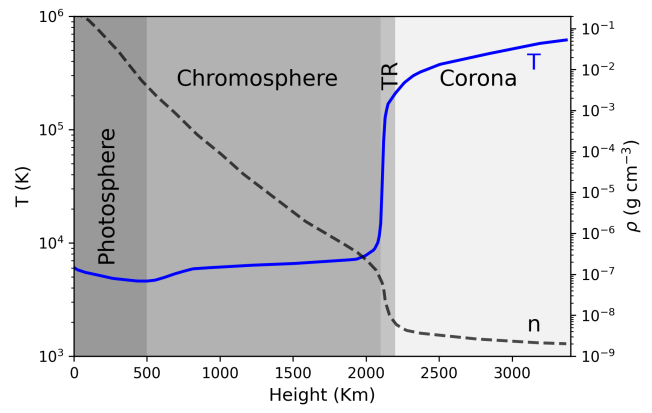 10⁶
10⁵
10⁴
10³
T (K)
Photosphere
Chromosphere
TR
Corona
T
n
10⁻¹
10⁻²
10⁻³
10⁻⁴
10⁻⁵
10⁻⁶
10⁻⁷
10⁻⁸
10⁻⁹
ρ (g cm⁻³)
0 500 1000 1500 2000 2500 3000
Height (Km)